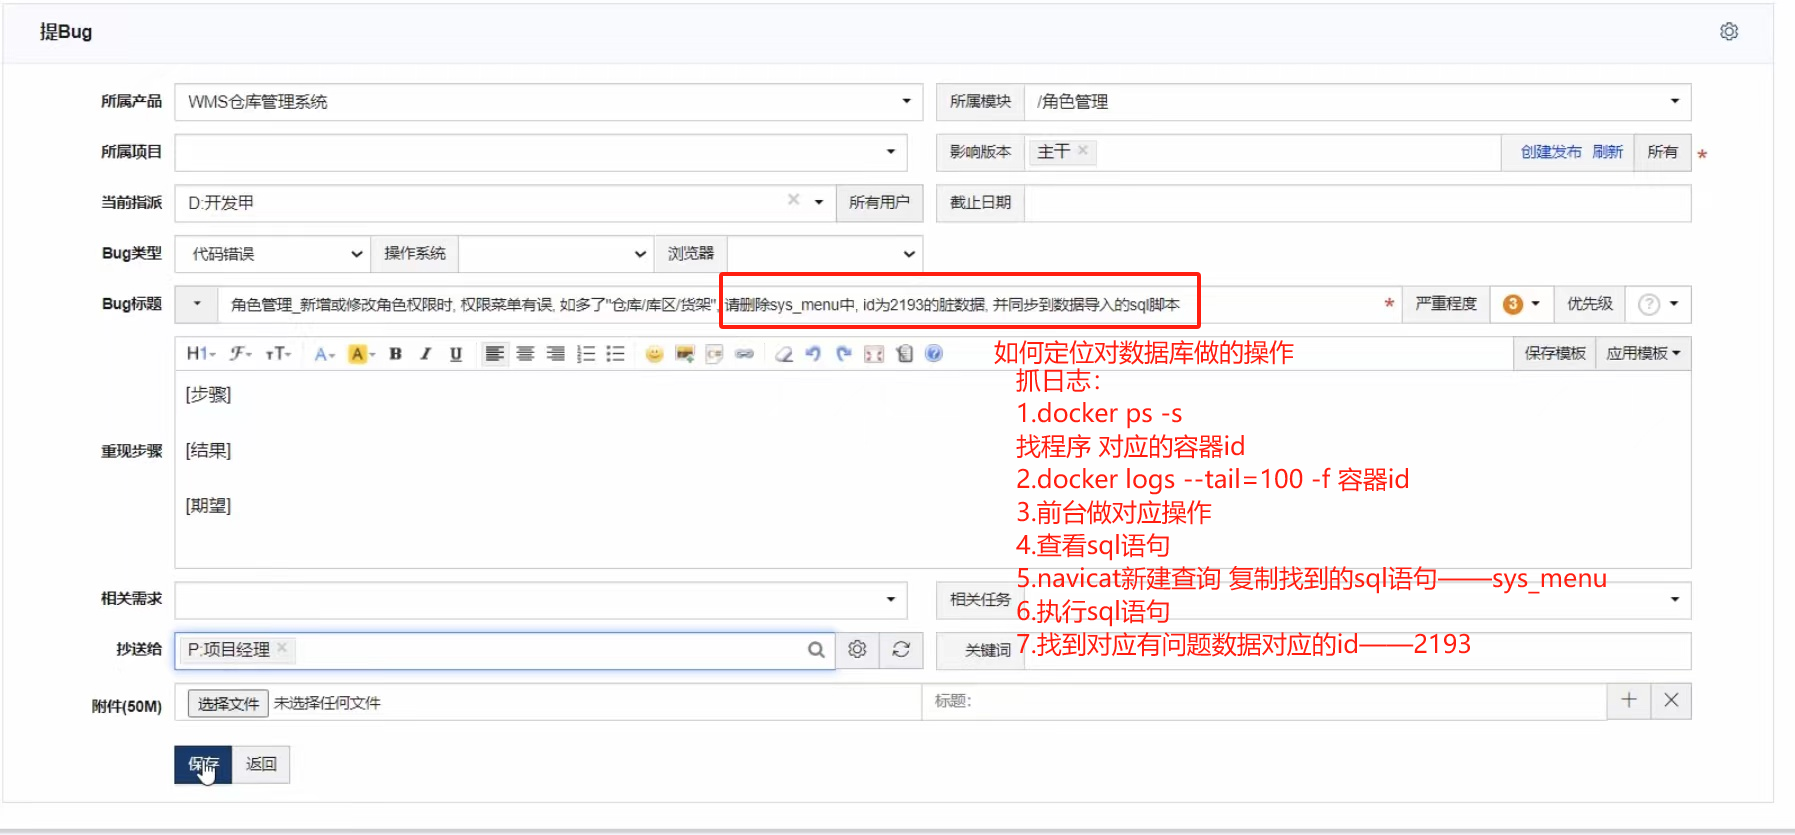 提Bug
所属产品 WMS仓库管理系统 所属模块 /角色管理
所属项目 影响版本 主干 × 创建发布 刷新 所有 *
当前指派 D:开发甲 × 所有用户 截止日期
Bug类型 代码错误 操作系统 浏览器
Bug标题 角色管理_新增或修改角色权限时, 权限菜单有误, 如多了"仓库/库区/货架", 请删除sys_menu中, id为2193的脏数据, 并同步到数据导入的sql脚本 * 严重程度 3 优先级 ?
H1 F TT A A B I U 保存模板 应用模板
如何定位对数据库做的操作
抓日志：
1.docker ps -s
找程序 对应的容器id
2.docker logs --tail=100 -f 容器id
3.前台做对应操作
4.查看sql语句
5.navicat新建查询 复制找到的sql语句——sys_menu
6.执行sql语句
7.找到对应有问题数据对应的id——2193
重现步骤
[步骤]
[结果]
[期望]
相关需求 相关任务
抄送给 P:项目经理 × 关键词
附件(50M) 选择文件 未选择任何文件 标题:
保存 返回